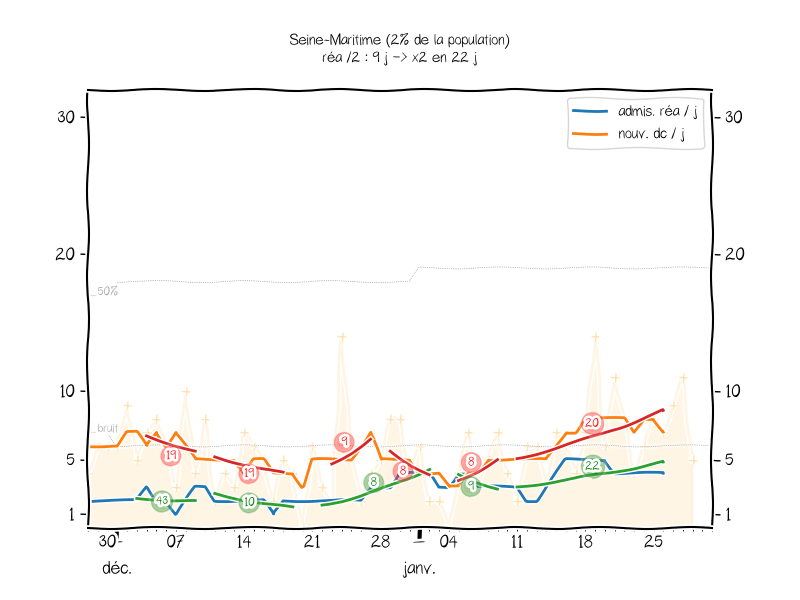 Seine-Maritime (2% de la population)
réa /2 : 9 j -> x2 en 22 j
admis. réa / j
nouv. dc / j
30 30
20 20
50%
10 10
bruit
5 5
1 1
19 19 9 8 8 20
43 10 8 9 22
30 07 14 21 28 04 11 18 25
déc. janv.